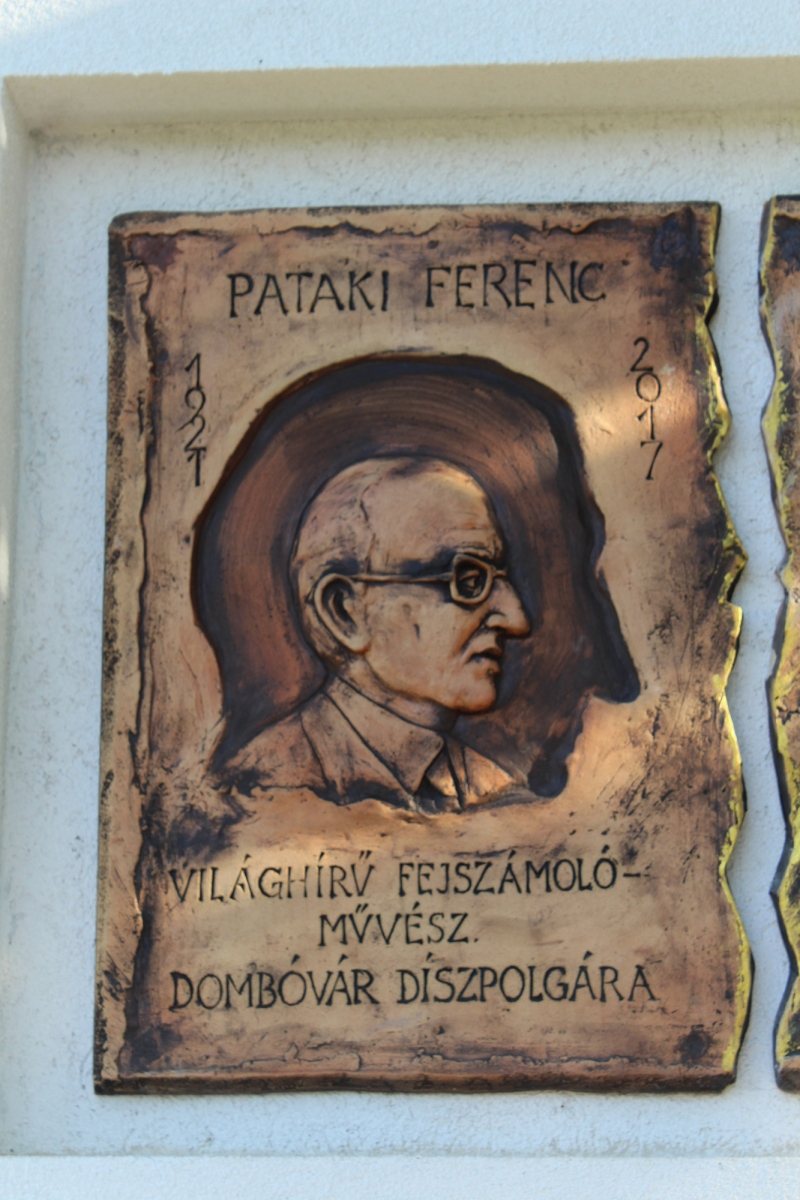 PATAKI FERENC
1921
2017
VILÁGHÍRŰ FEJSZÁMOLÓ-
MŰVÉSZ.
DOMBÓVÁR DÍSZPOLGÁRA